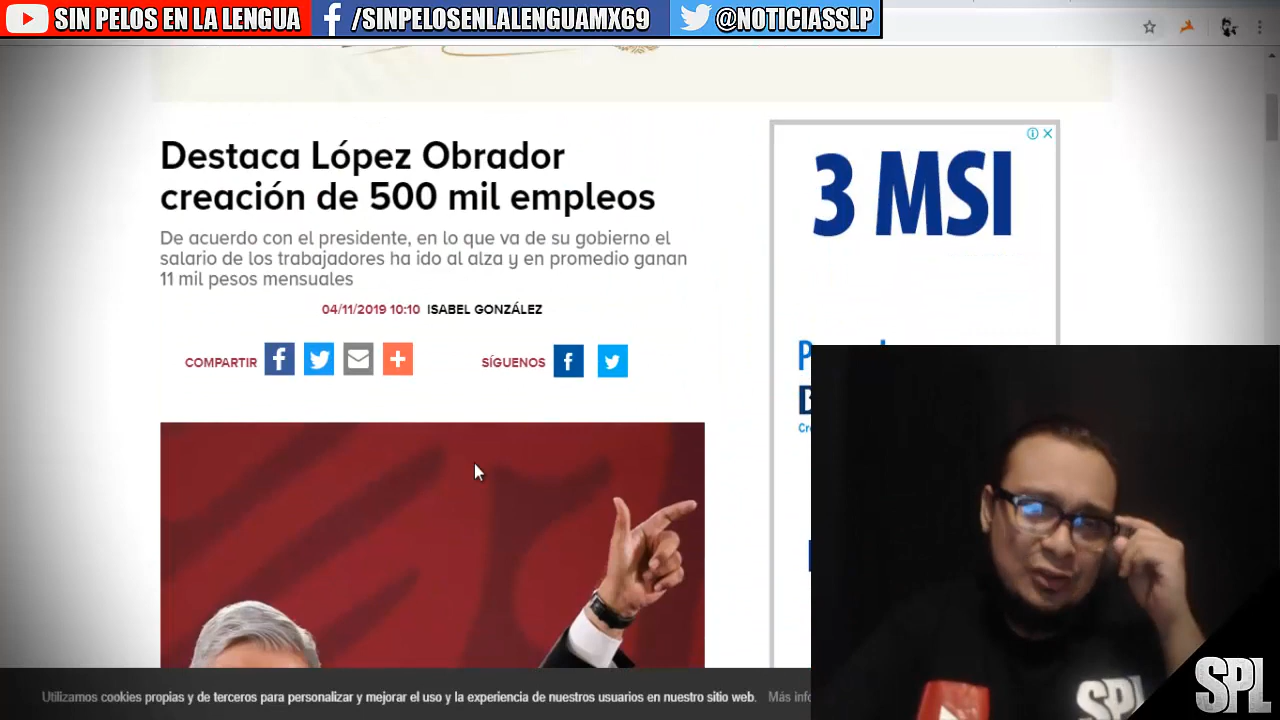 SIN PELOS EN LA LENGUA
/SINPELOSENLALENGUAMX69
@NOTICIASSLP
Destaca López Obrador
creación de 500 mil empleos
De acuerdo con el presidente, en lo que va de su gobierno el
salario de los trabajadores ha ido al alza y en promedio ganan
11 mil pesos mensuales
04/11/2019 10:10 ISABEL GONZÁLEZ
COMPARTIR
SÍGUENOS
3 MSI
Utilizamos cookies propias y de terceros para personalizar y mejorar el uso y la experiencia de nuestros usuarios en nuestro sitio web. Más
SPL
SPL